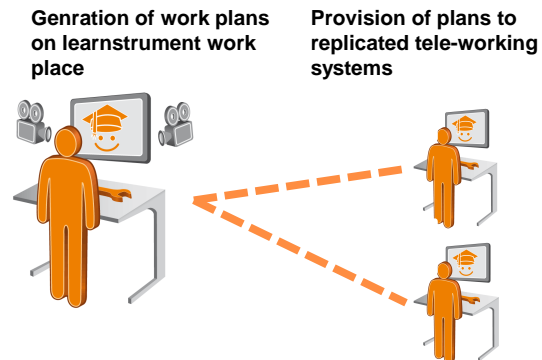 Genration of work plans
on learnstrument work
place
Provision of plans to
replicated tele-working
systems